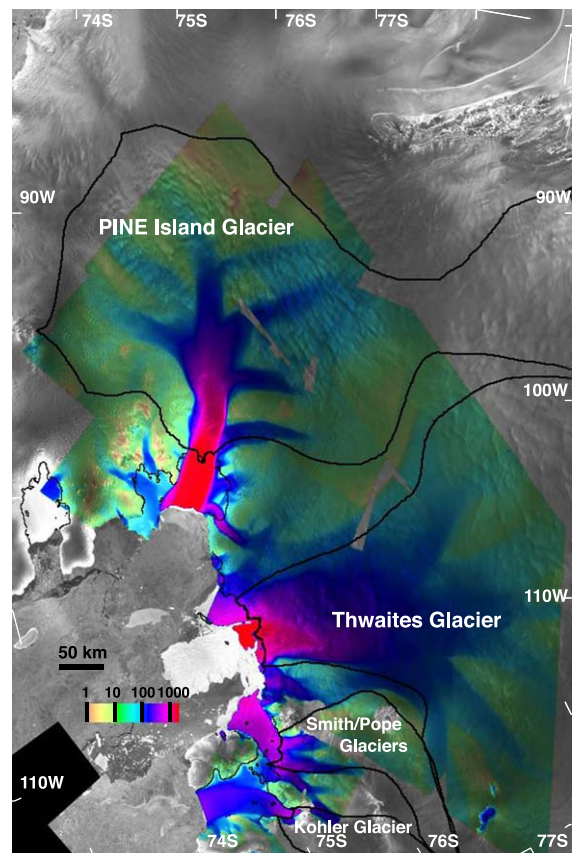 74S
75S
76S
77S
90W
90W
PINE Island Glacier
100W
110W
Thwaites Glacier
50 km
1 10 100 1000
Smith/Pope
Glaciers
110W
Kohler Glacier
74S
75S
76S
77S